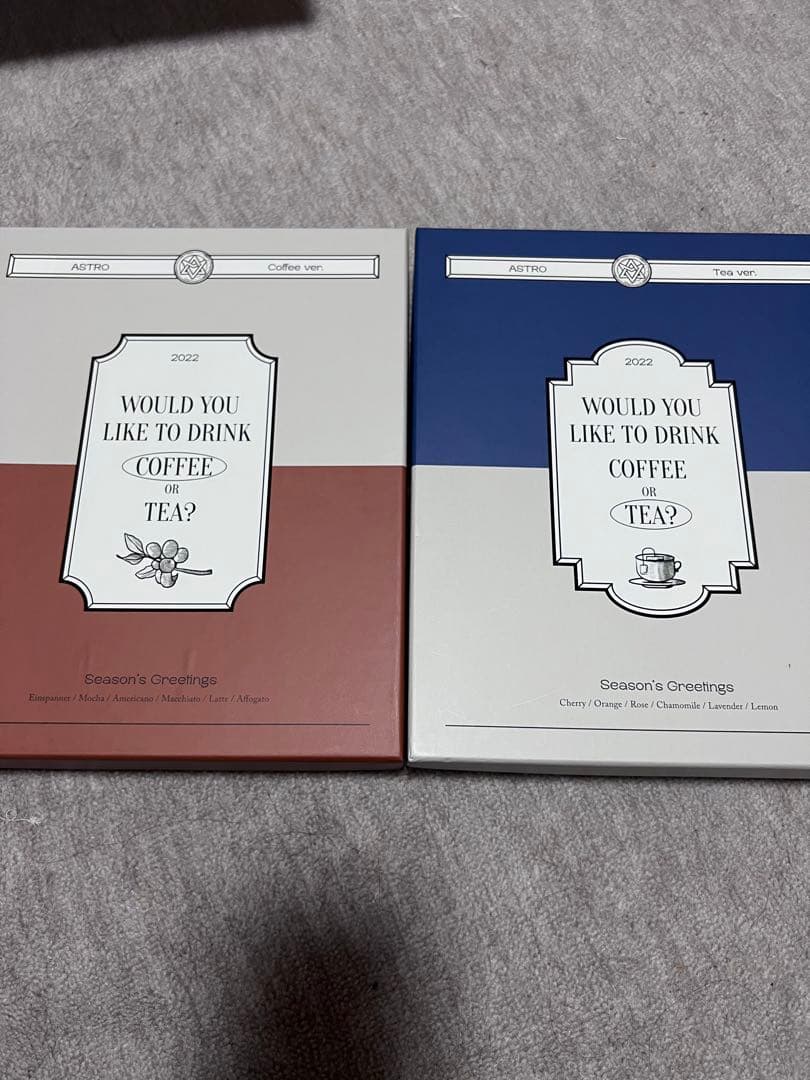 ASTRO
Coffee ver.
2022
WOULD YOU
LIKE TO DRINK
COFFEE
OR
TEA?
Season's Greetings
Einspanner / Mocha / Americano / Macchiato / Latte / Affogato
ASTRO
Tea ver.
2022
WOULD YOU
LIKE TO DRINK
COFFEE
OR
TEA?
Season's Greetings
Cherry / Orange / Rose / Chamomile / Lavender / Lemon